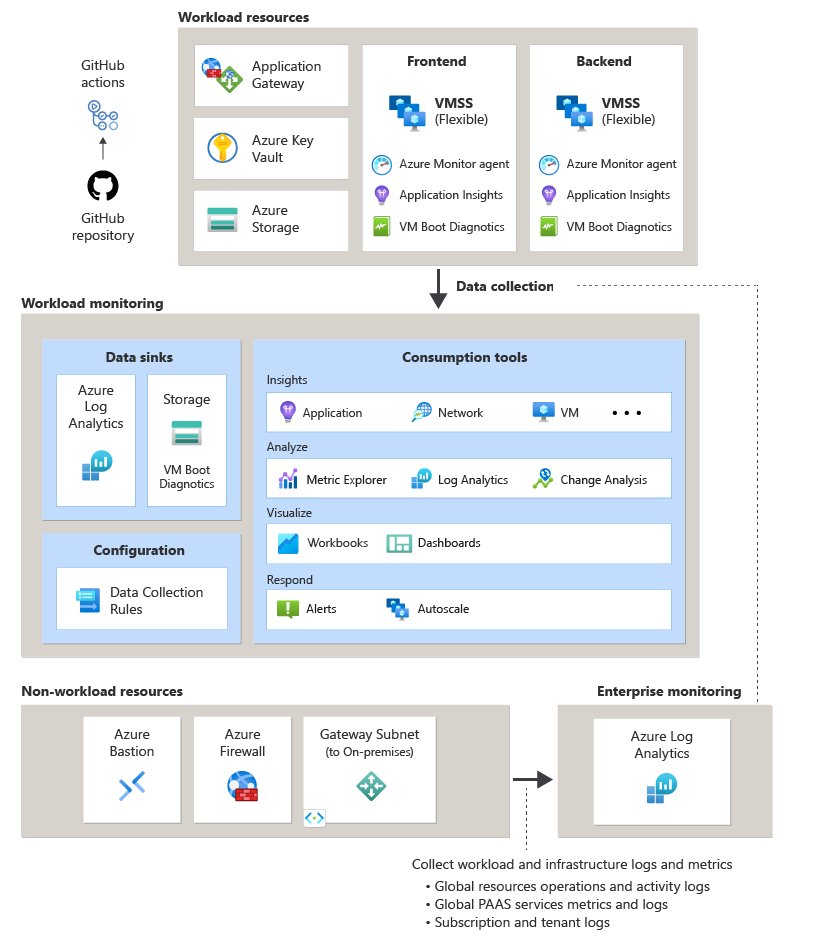 Workload resources
GitHub
actions
GitHub
repository
Application
Gateway
Azure Key
Vault
Azure
Storage
Frontend
VMSS
(Flexible)
Azure Monitor agent
Application Insights
VM Boot Diagnotics
Backend
VMSS
(Flexible)
Azure Monitor agent
Application Insights
VM Boot Diagnotics
Data collection
Workload monitoring
Data sinks
Azure
Log
Analytics
Storage
VM Boot
Diagnotics
Configuration
Data Collection
Rules
Consumption tools
Insights
Application
Network
VM
• • •
Analyze
Metric Explorer
Log Analytics
Change Analysis
Visualize
Workbooks
Dashboards
Respond
Alerts
Autoscale
Non-workload resources
Azure
Bastion
Azure
Firewall
Gateway Subnet
(to On-premises)
Enterprise monitoring
Azure Log
Analytics
Collect workload and infrastructure logs and metrics
• Global resources operations and activity logs
• Global PAAS services metrics and logs
• Subscription and tenant logs